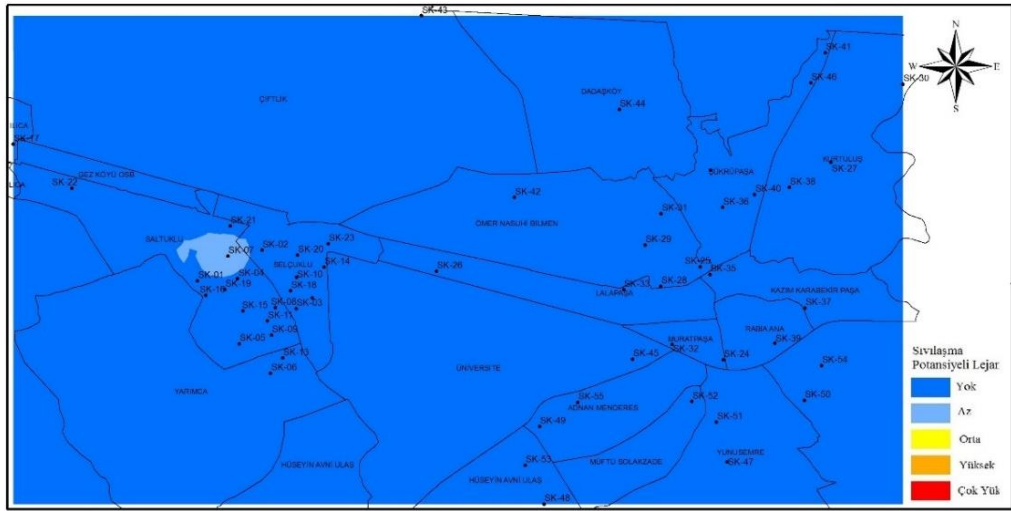 SK-43
N
SK-41
W
E
SK-46
SK-30
S
ÇİFTLİK
DADAŞKÖY
SK-44
ILICA
SK-17
KURTULUŞ
SK-27
ŞÜKRÜPAŞA
GEZ KÖYÜ OSB
SK-22
SK-38
SK-40
SK-42
SK-36
SK-31
SK-21
ÖMER NASUHİ BİLMEN
SALTUKLU
SK-02
SK-23
SK-20
SK-07
SK-29
SELÇUKLU
SK-14
SK-26
SK-25
SK-35
SK-01
SK-04
SK-10
SK-19
SK-18
SK-16
SK-33
SK-28
LALAPAŞA
KAZIM KARABEKİR PAŞA
SK-15
SK-08
SK-03
SK-37
SK-11
SK-09
RABİA ANA
SK-05
MURATPAŞA
SK-32
SK-39
SK-13
SK-45
SK-24
SK-06
ÜNİVERSİTE
SK-54
YARIMCA
Sıvılaşma
Potansiyeli Lejar
Yok
Az
Orta
Yüksek
Çok Yük
SK-55
ADNAN MENDERES
SK-52
SK-50
SK-49
SK-51
HÜSEYİN AVNİ ULAŞ
SK-53
MÜFTÜ SOLAKZADE
YUNUSEMRE
SK-47
HÜSEYİN AVNİ ULAŞ
SK-48